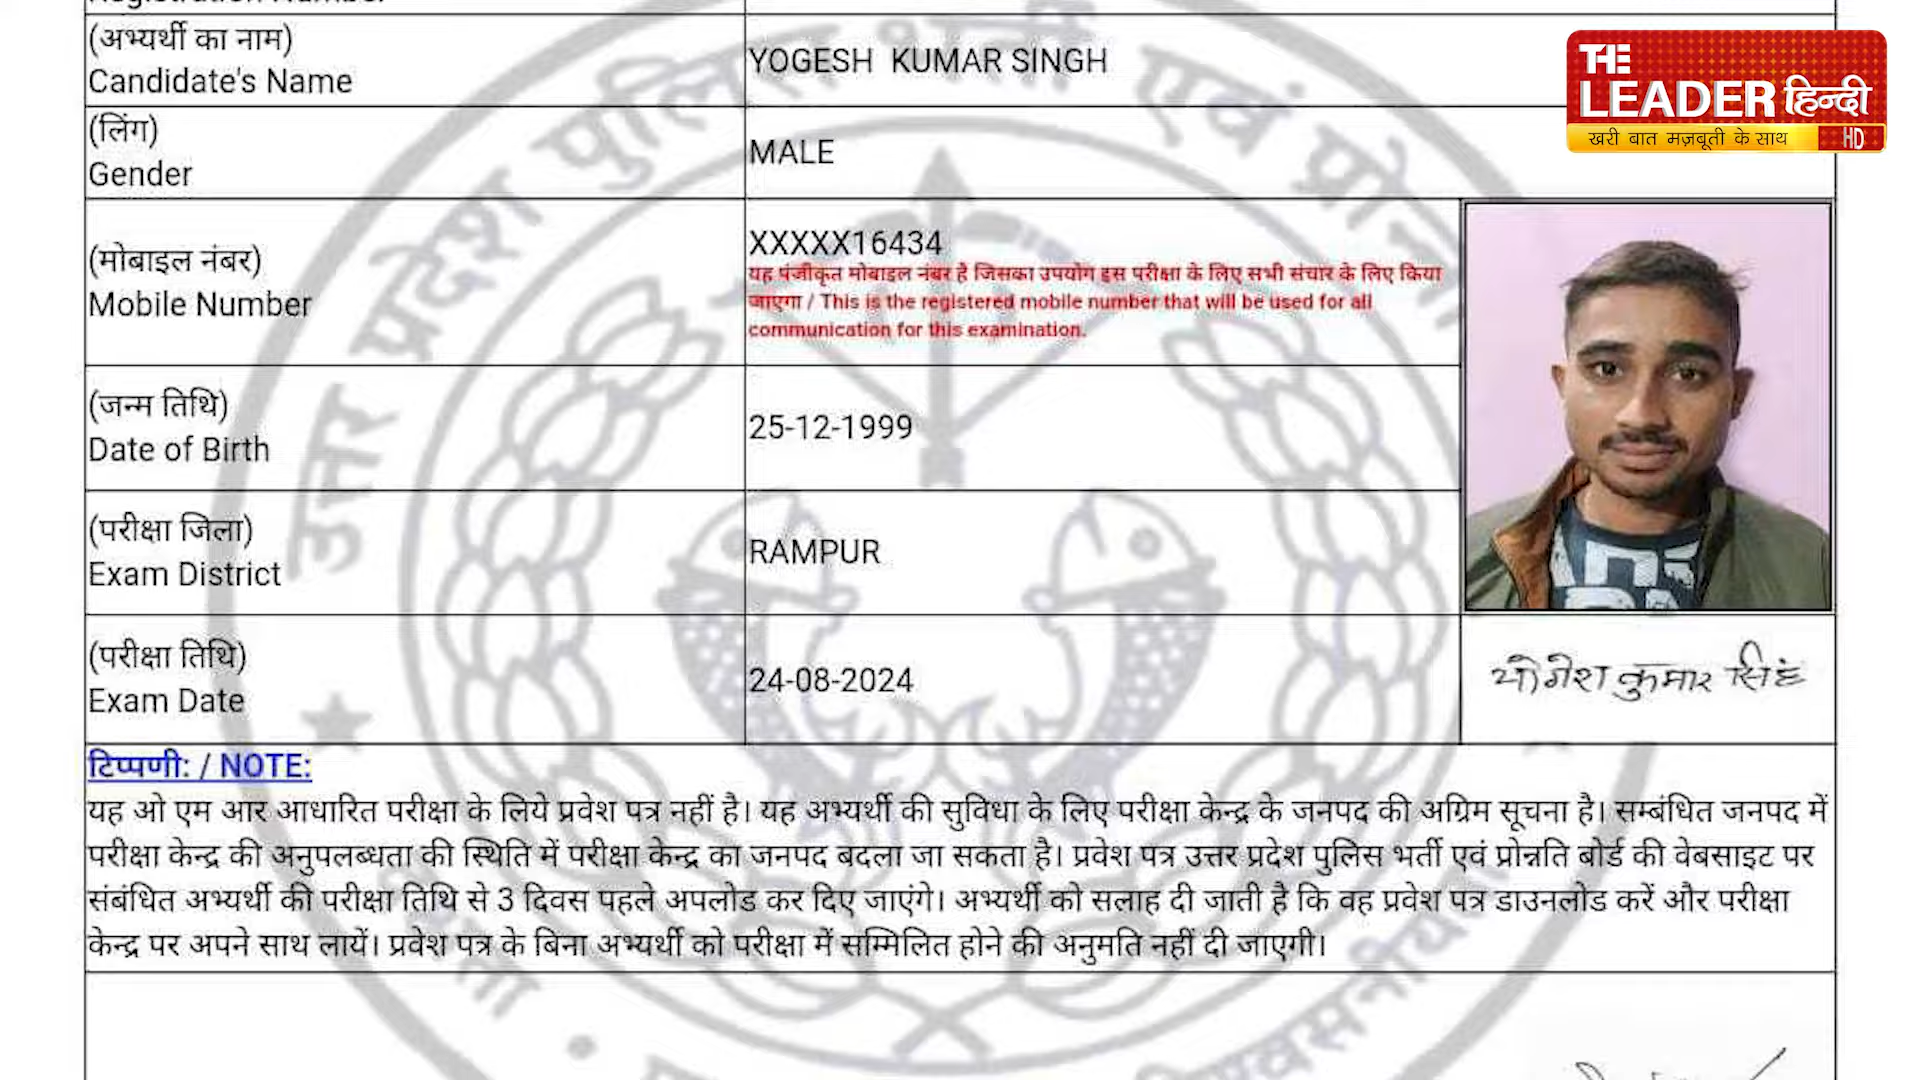 (अभ्यर्थी का नाम)
Candidate's Name
YOGESH KUMAR SINGH
THE
LEADER हिन्दी
खरी बात मज़बूती के साथ HD
(लिंग)
Gender
MALE
(मोबाइल नंबर)
Mobile Number
XXXXX16434
यह पंजीकृत मोबाइल नंबर है जिसका उपयोग इस परीक्षा के लिए सभी संचार के लिए किया
जाएगा / This is the registered mobile number that will be used for all
communication for this examination.
(जन्म तिथि)
Date of Birth
25-12-1999
(परीक्षा जिला)
Exam District
RAMPUR
(परीक्षा तिथि)
Exam Date
24-08-2024
योगेश कुमार सिंह
टिप्पणी: / NOTE:
यह ओ एम आर आधारित परीक्षा के लिये प्रवेश पत्र नहीं है। यह अभ्यर्थी की सुविधा के लिए परीक्षा केन्द्र के जनपद की अग्रिम सूचना है। सम्बंधित जनपद में
परीक्षा केन्द्र की अनुपलब्धता की स्थिति में परीक्षा केन्द्र का जनपद बदला जा सकता है। प्रवेश पत्र उत्तर प्रदेश पुलिस भर्ती एवं प्रोन्नति बोर्ड की वेबसाइट पर
संबंधित अभ्यर्थी की परीक्षा तिथि से 3 दिवस पहले अपलोड कर दिए जाएंगे। अभ्यर्थी को सलाह दी जाती है कि वह प्रवेश पत्र डाउनलोड करें और परीक्षा
केन्द्र पर अपने साथ लायें। प्रवेश पत्र के बिना अभ्यर्थी को परीक्षा में सम्मिलित होने की अनुमति नहीं दी जाएगी।
उत्तर प्रदेश पुलिस भर्ती एवं